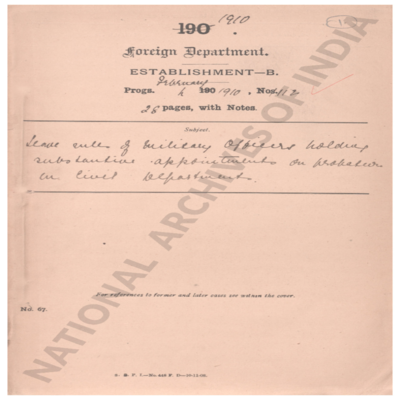 190 1910
Foreign Department.
ESTABLISHMENT—B.
February
Progs. 190 1910. Nos.
28 pages, with Notes.
Subject.
Leave rules of Military Officers holding
substantive appointments on probation
in Civil Department.
For references to former and later cases see within the cover.
No. 67.
NATIONAL ARCHIVES OF INDIA